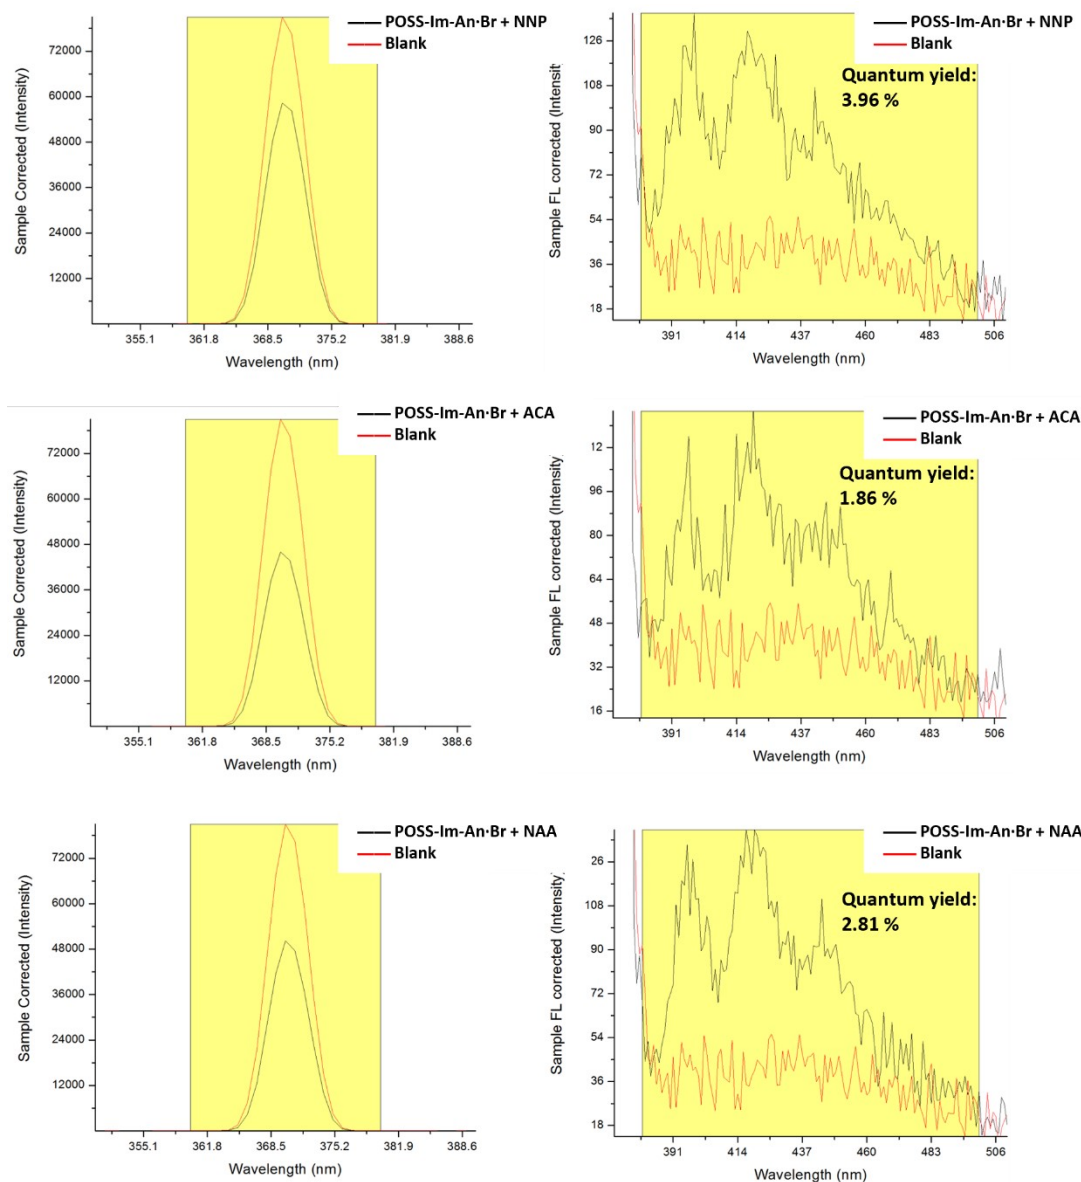 POSS-Im-An·Br + NNP
Blank
72000
60000
48000
36000
24000
12000
Sample Corrected (Intensity)
355.1 361.8 368.5 375.2 381.9 388.6
Wavelength (nm)
POSS-Im-An·Br + NNP
Blank
Quantum yield:
3.96 %
126
108
90
72
54
36
18
Sample FL corrected (Intensity)
391 414 437 460 483 506
Wavelength (nm)
POSS-Im-An·Br + ACA
Blank
72000
60000
48000
36000
24000
12000
Sample Corrected (Intensity)
355.1 361.8 368.5 375.2 381.9 388.6
Wavelength (nm)
POSS-Im-An·Br + ACA
Blank
Quantum yield:
1.86 %
12
96
80
64
48
32
16
Sample FL corrected (Intensity)
391 414 437 460 483 506
Wavelength (nm)
POSS-Im-An·Br + NAA
Blank
72000
60000
48000
36000
24000
12000
Sample Corrected (Intensity)
355.1 361.8 368.5 375.2 381.9 388.6
Wavelength (nm)
POSS-Im-An·Br + NAA
Blank
Quantum yield:
2.81 %
26
108
90
72
54
36
18
Sample FL corrected (Intensity)
391 414 437 460 483 506
Wavelength (nm)